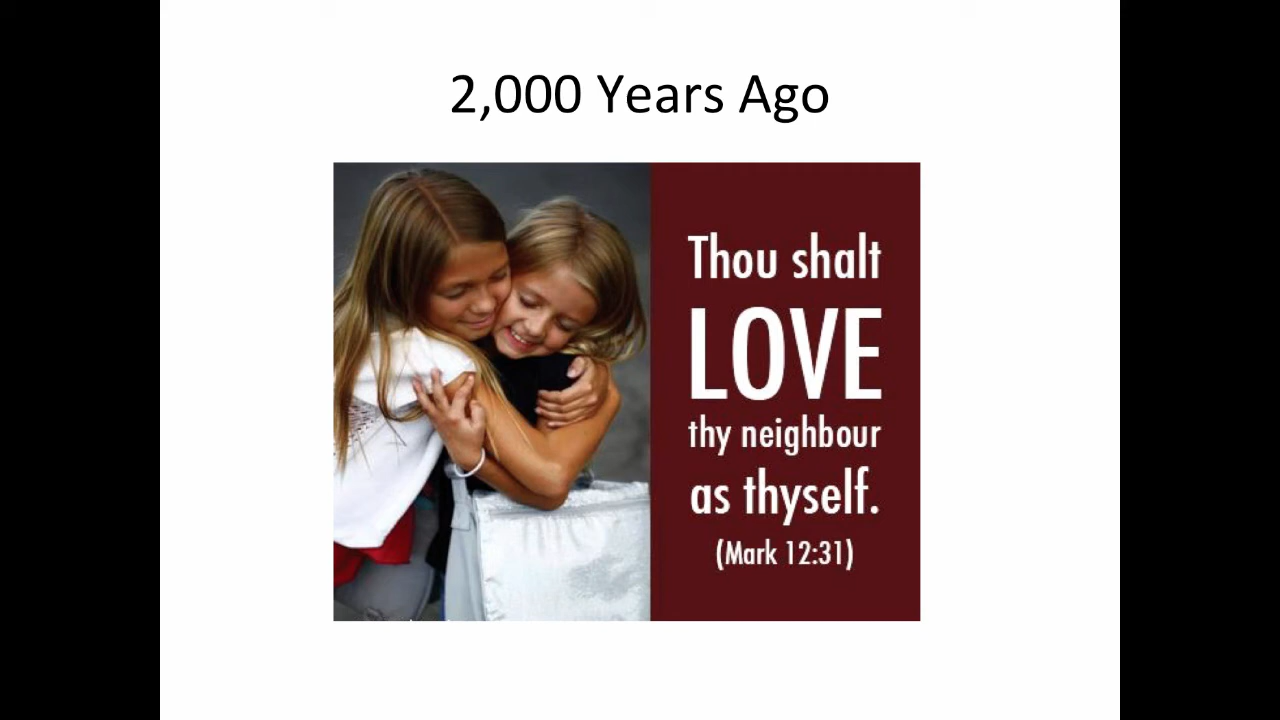 2,000 Years Ago
Thou shalt
LOVE
thy neighbour
as thyself.
(Mark 12:31)